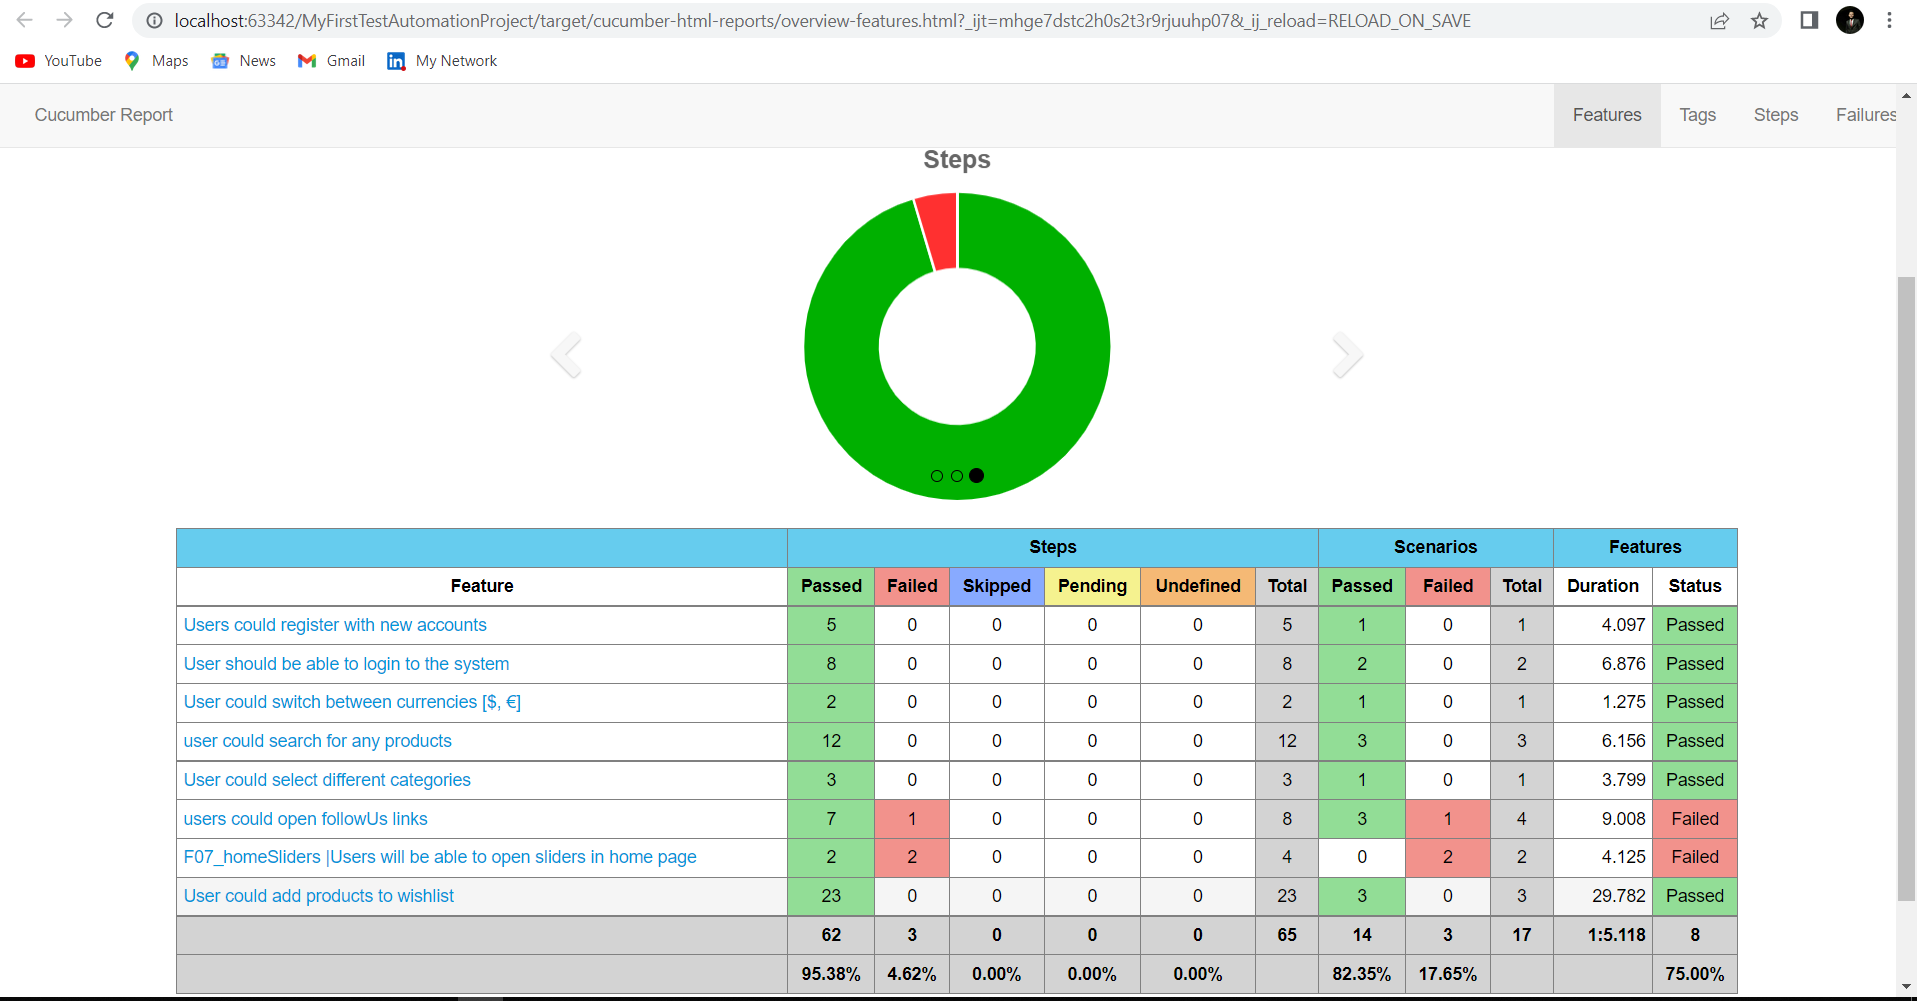 localhost:63342/MyFirstTestAutomationProject/target/cucumber-html-reports/overview-features.html?_ijt=mhge7dstc2h0s2t3r9rjuuhp07&_ij_reload=RELOAD_ON_SAVE
YouTube Maps News Gmail My Network
Cucumber Report Features Tags Steps Failures
Steps
Steps Scenarios Features
Feature Passed Failed Skipped Pending Undefined Total Passed Failed Total Duration Status
Users could register with new accounts 5 0 0 0 0 5 1 0 1 4.097 Passed
User should be able to login to the system 8 0 0 0 0 8 2 0 2 6.876 Passed
User could switch between currencies [$, €] 2 0 0 0 0 2 1 0 1 1.275 Passed
user could search for any products 12 0 0 0 0 12 3 0 3 6.156 Passed
User could select different categories 3 0 0 0 0 3 1 0 1 3.799 Passed
users could open followUs links 7 1 0 0 0 8 3 1 4 9.008 Failed
F07_homeSliders |Users will be able to open sliders in home page 2 2 0 0 0 4 0 2 2 4.125 Failed
User could add products to wishlist 23 0 0 0 0 23 3 0 3 29.782 Passed
62 3 0 0 0 65 14 3 17 1:5.118 8
95.38% 4.62% 0.00% 0.00% 0.00% 82.35% 17.65% 75.00%